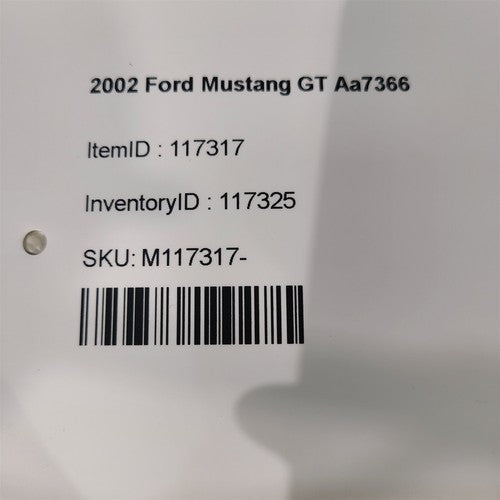 2002 Ford Mustang GT Aa7366
ItemID : 117317
InventoryID : 117325
SKU: M117317-